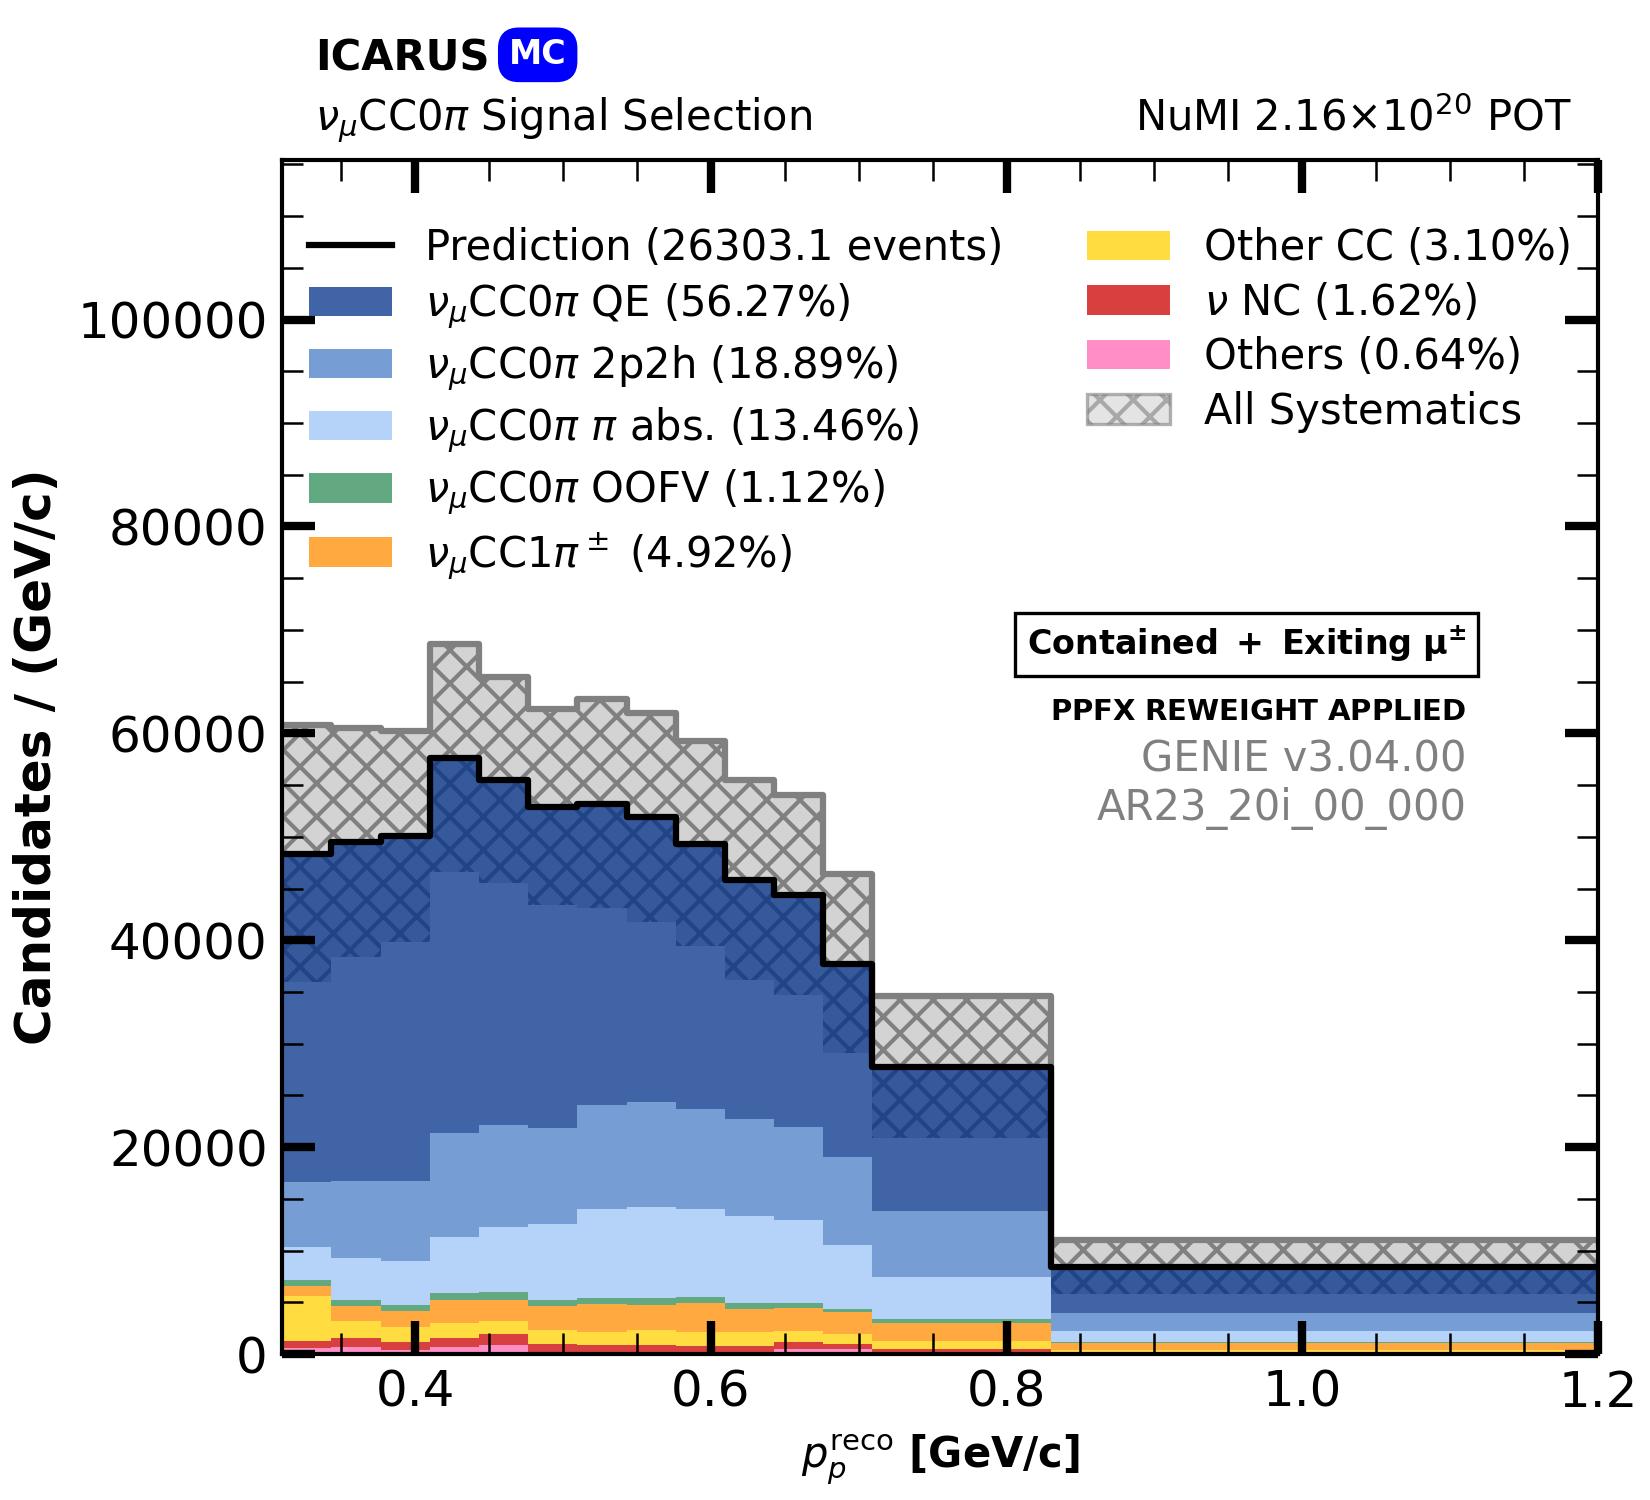 ICARUS MC
νμCC0π Signal Selection
NuMI 2.16×10²⁰ POT
Prediction (26303.1 events)
νμCC0π QE (56.27%)
νμCC0π 2p2h (18.89%)
νμCC0π π abs. (13.46%)
νμCC0π OOFV (1.12%)
νμCC1π± (4.92%)
Other CC (3.10%)
ν NC (1.62%)
Others (0.64%)
All Systematics
Contained + Exiting μ±
PPFX REWEIGHT APPLIED
GENIE v3.04.00
AR23_20i_00_000
Candidates / (GeV/c)
100000
80000
60000
40000
20000
0
0.4 0.6 0.8 1.0 1.2
pₚʳᵉᶜᵒ [GeV/c]